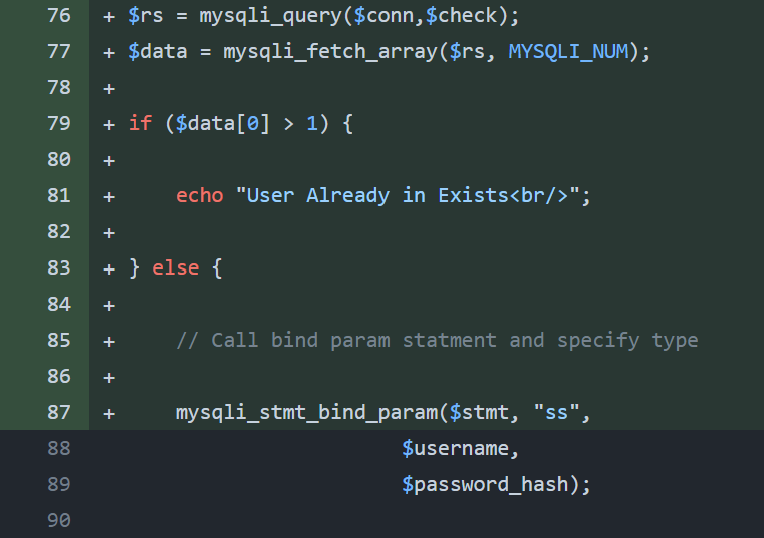 76 + $rs = mysqli_query($conn,$check);
77 + $data = mysqli_fetch_array($rs, MYSQLI_NUM);
78 +
79 + if ($data[0] > 1) {
80 +
81 +     echo "User Already in Exists<br/>";
82 +
83 + } else {
84 +
85 +     // Call bind param statment and specify type
86 +
87 +     mysqli_stmt_bind_param($stmt, "ss",
88                          $username,
89                          $password_hash);
90